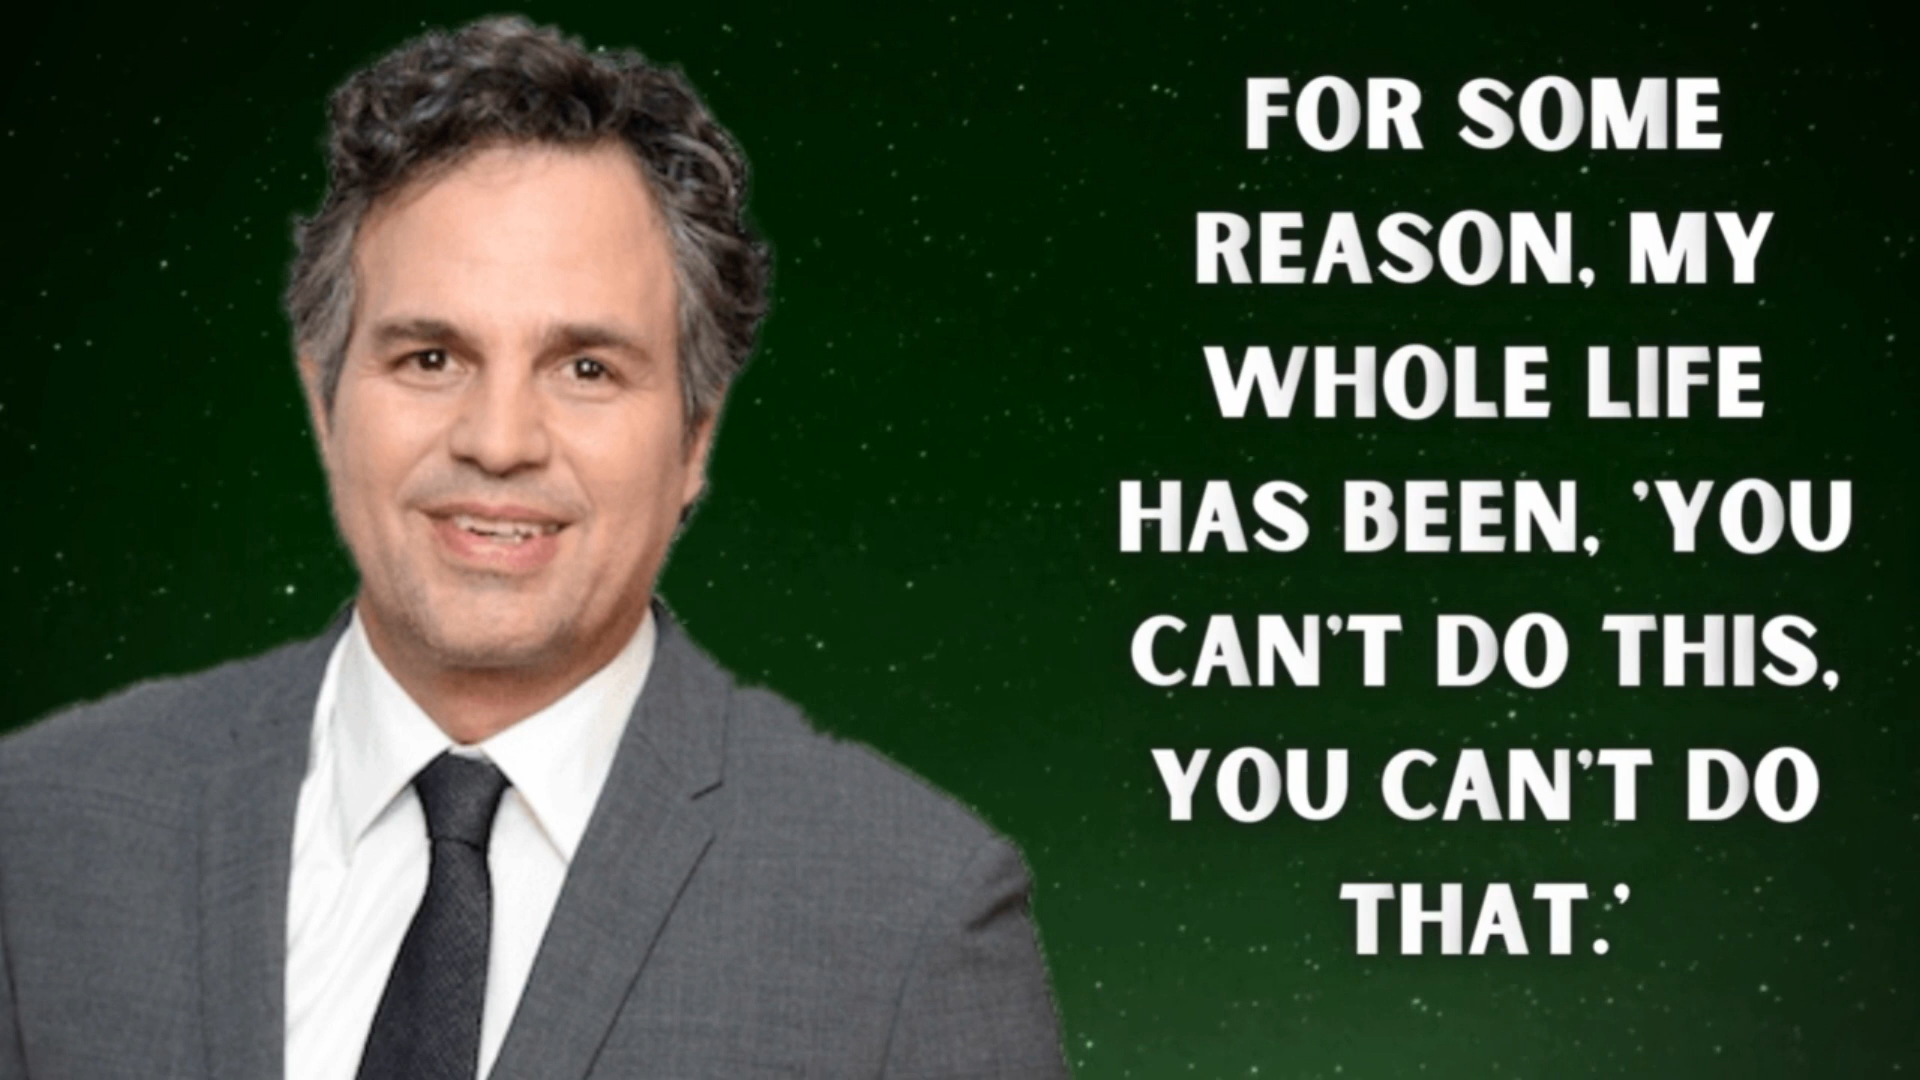 FOR SOME
REASON, MY
WHOLE LIFE
HAS BEEN, 'YOU
CAN'T DO THIS,
YOU CAN'T DO
THAT.'